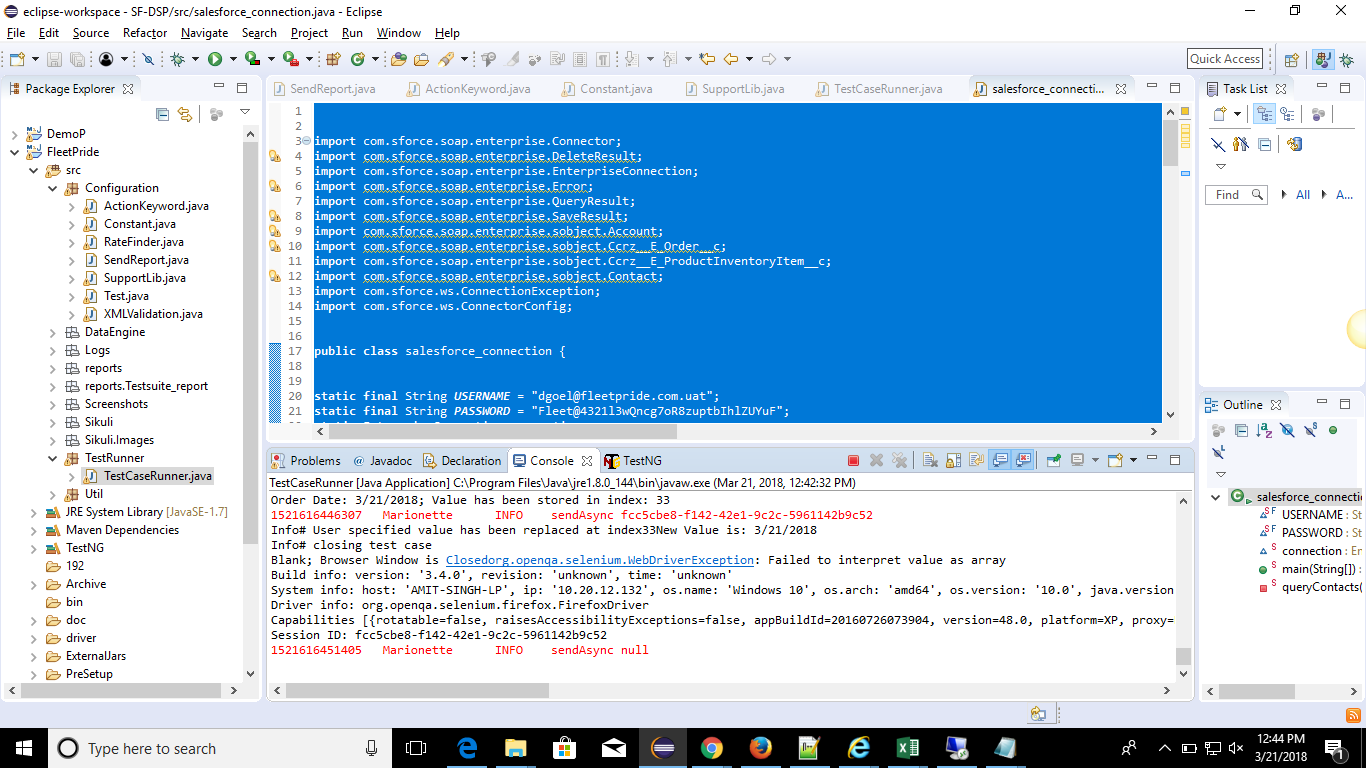 eclipse-workspace - SF-DSP/src/salesforce_connection.java - Eclipse
File Edit Source Refactor Navigate Search Project Run Window Help
Quick Access
Package Explorer
DemoP
FleetPride
src
Configuration
ActionKeyword.java
Constant.java
RateFinder.java
SendReport.java
SupportLib.java
Test.java
XMLValidation.java
DataEngine
Logs
reports
reports.Testsuite_report
Screenshots
Sikuli
Sikuli.Images
TestRunner
TestCaseRunner.java
Util
JRE System Library [JavaSE-1.7]
Maven Dependencies
TestNG
192
Archive
bin
doc
driver
ExternalJars
PreSetup
SendReport.java ActionKeyword.java Constant.java SupportLib.java TestCaseRunner.java salesforce_connecti...
1
2
3 import com.sforce.soap.enterprise.Connector;
4 import com.sforce.soap.enterprise.DeleteResult;
5 import com.sforce.soap.enterprise.EnterpriseConnection;
6 import com.sforce.soap.enterprise.Error;
7 import com.sforce.soap.enterprise.QueryResult;
8 import com.sforce.soap.enterprise.SaveResult;
9 import com.sforce.soap.enterprise.sobject.Account;
10 import com.sforce.soap.enterprise.sobject.Ccrz__E_Order__c;
11 import com.sforce.soap.enterprise.sobject.Ccrz__E_ProductInventoryItem__c;
12 import com.sforce.soap.enterprise.sobject.Contact;
13 import com.sforce.ws.ConnectionException;
14 import com.sforce.ws.ConnectorConfig;
15
16
17 public class salesforce_connection {
18
19
20 static final String USERNAME = "dgoel@fleetpride.com.uat";
21 static final String PASSWORD = "Fleet@4321l3wQncg7oR8zuptbIhlZUYuF";
Problems Javadoc Declaration Console TestNG
TestCaseRunner [Java Application] C:\Program Files\Java\jre1.8.0_144\bin\javaw.exe (Mar 21, 2018, 12:42:32 PM)
Order Date: 3/21/2018; Value has been stored in index: 33
1521616446307 Marionette INFO sendAsync fcc5cbe8-f142-42e1-9c2c-5961142b9c52
Info# User specified value has been replaced at index33New Value is: 3/21/2018
Info# closing test case
Blank; Browser Window is Closedorg.openqa.selenium.WebDriverException: Failed to interpret value as array
Build info: version: '3.4.0', revision: 'unknown', time: 'unknown'
System info: host: 'AMIT-SINGH-LP', ip: '10.20.12.132', os.name: 'Windows 10', os.arch: 'amd64', os.version: '10.0', java.version
Driver info: org.openqa.selenium.firefox.FirefoxDriver
Capabilities [{rotatable=false, raisesAccessibilityExceptions=false, appBuildId=20160726073904, version=48.0, platform=XP, proxy=
Session ID: fcc5cbe8-f142-42e1-9c2c-5961142b9c52
1521616451405 Marionette INFO sendAsync null
Task List
Find All A...
Outline
salesforce_connecti
USERNAME : St
PASSWORD : St
connection : En
main(String[]) :
queryContacts(
Type here to search
12:44 PM
3/21/2018
1